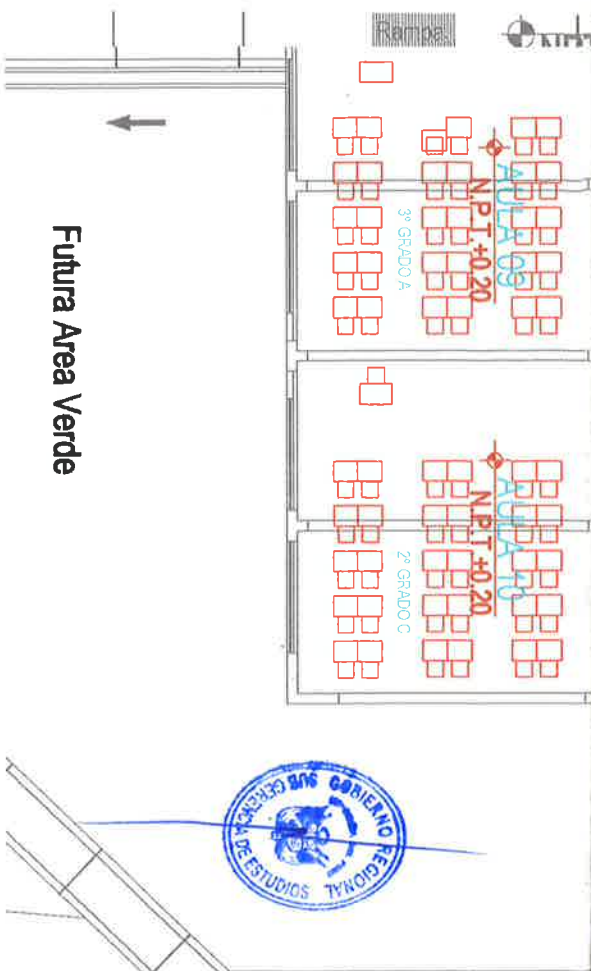 Rampa
AULA 09
N.P.T. +0.20
3° GRADO A
AULA 10
N.P.T. +0.20
2° GRADO C
Futura Area Verde
GOBIERNO REGIONAL
SUB GERENCIA DE ESTUDIOS